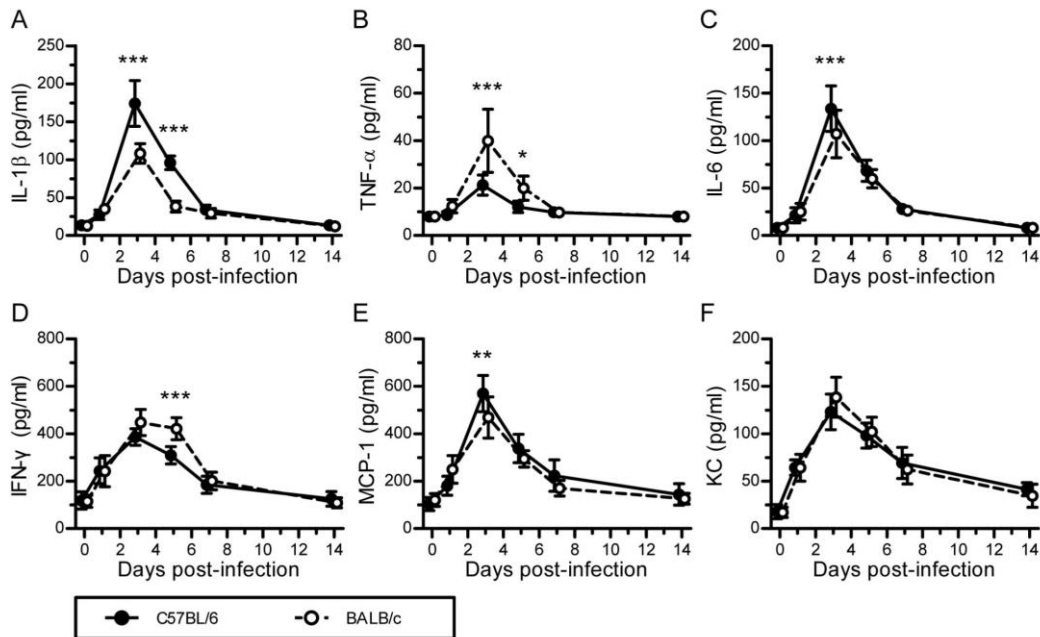 A
IL-1β (pg/ml)
250
200
150
100
50
0
***
***
0 2 4 6 8 10 12 14
Days post-infection
B
TNF-α (pg/ml)
80
60
40
20
0
***
*
0 2 4 6 8 10 12 14
Days post-infection
C
IL-6 (pg/ml)
200
150
100
50
0
***
0 2 4 6 8 10 12 14
Days post-infection
D
IFN-γ (pg/ml)
800
600
400
200
0
***
0 2 4 6 8 10 12 14
Days post-infection
E
MCP-1 (pg/ml)
800
600
400
200
0
**
0 2 4 6 8 10 12 14
Days post-infection
F
KC (pg/ml)
200
150
100
50
0
0 2 4 6 8 10 12 14
Days post-infection
C57BL/6 BALB/c